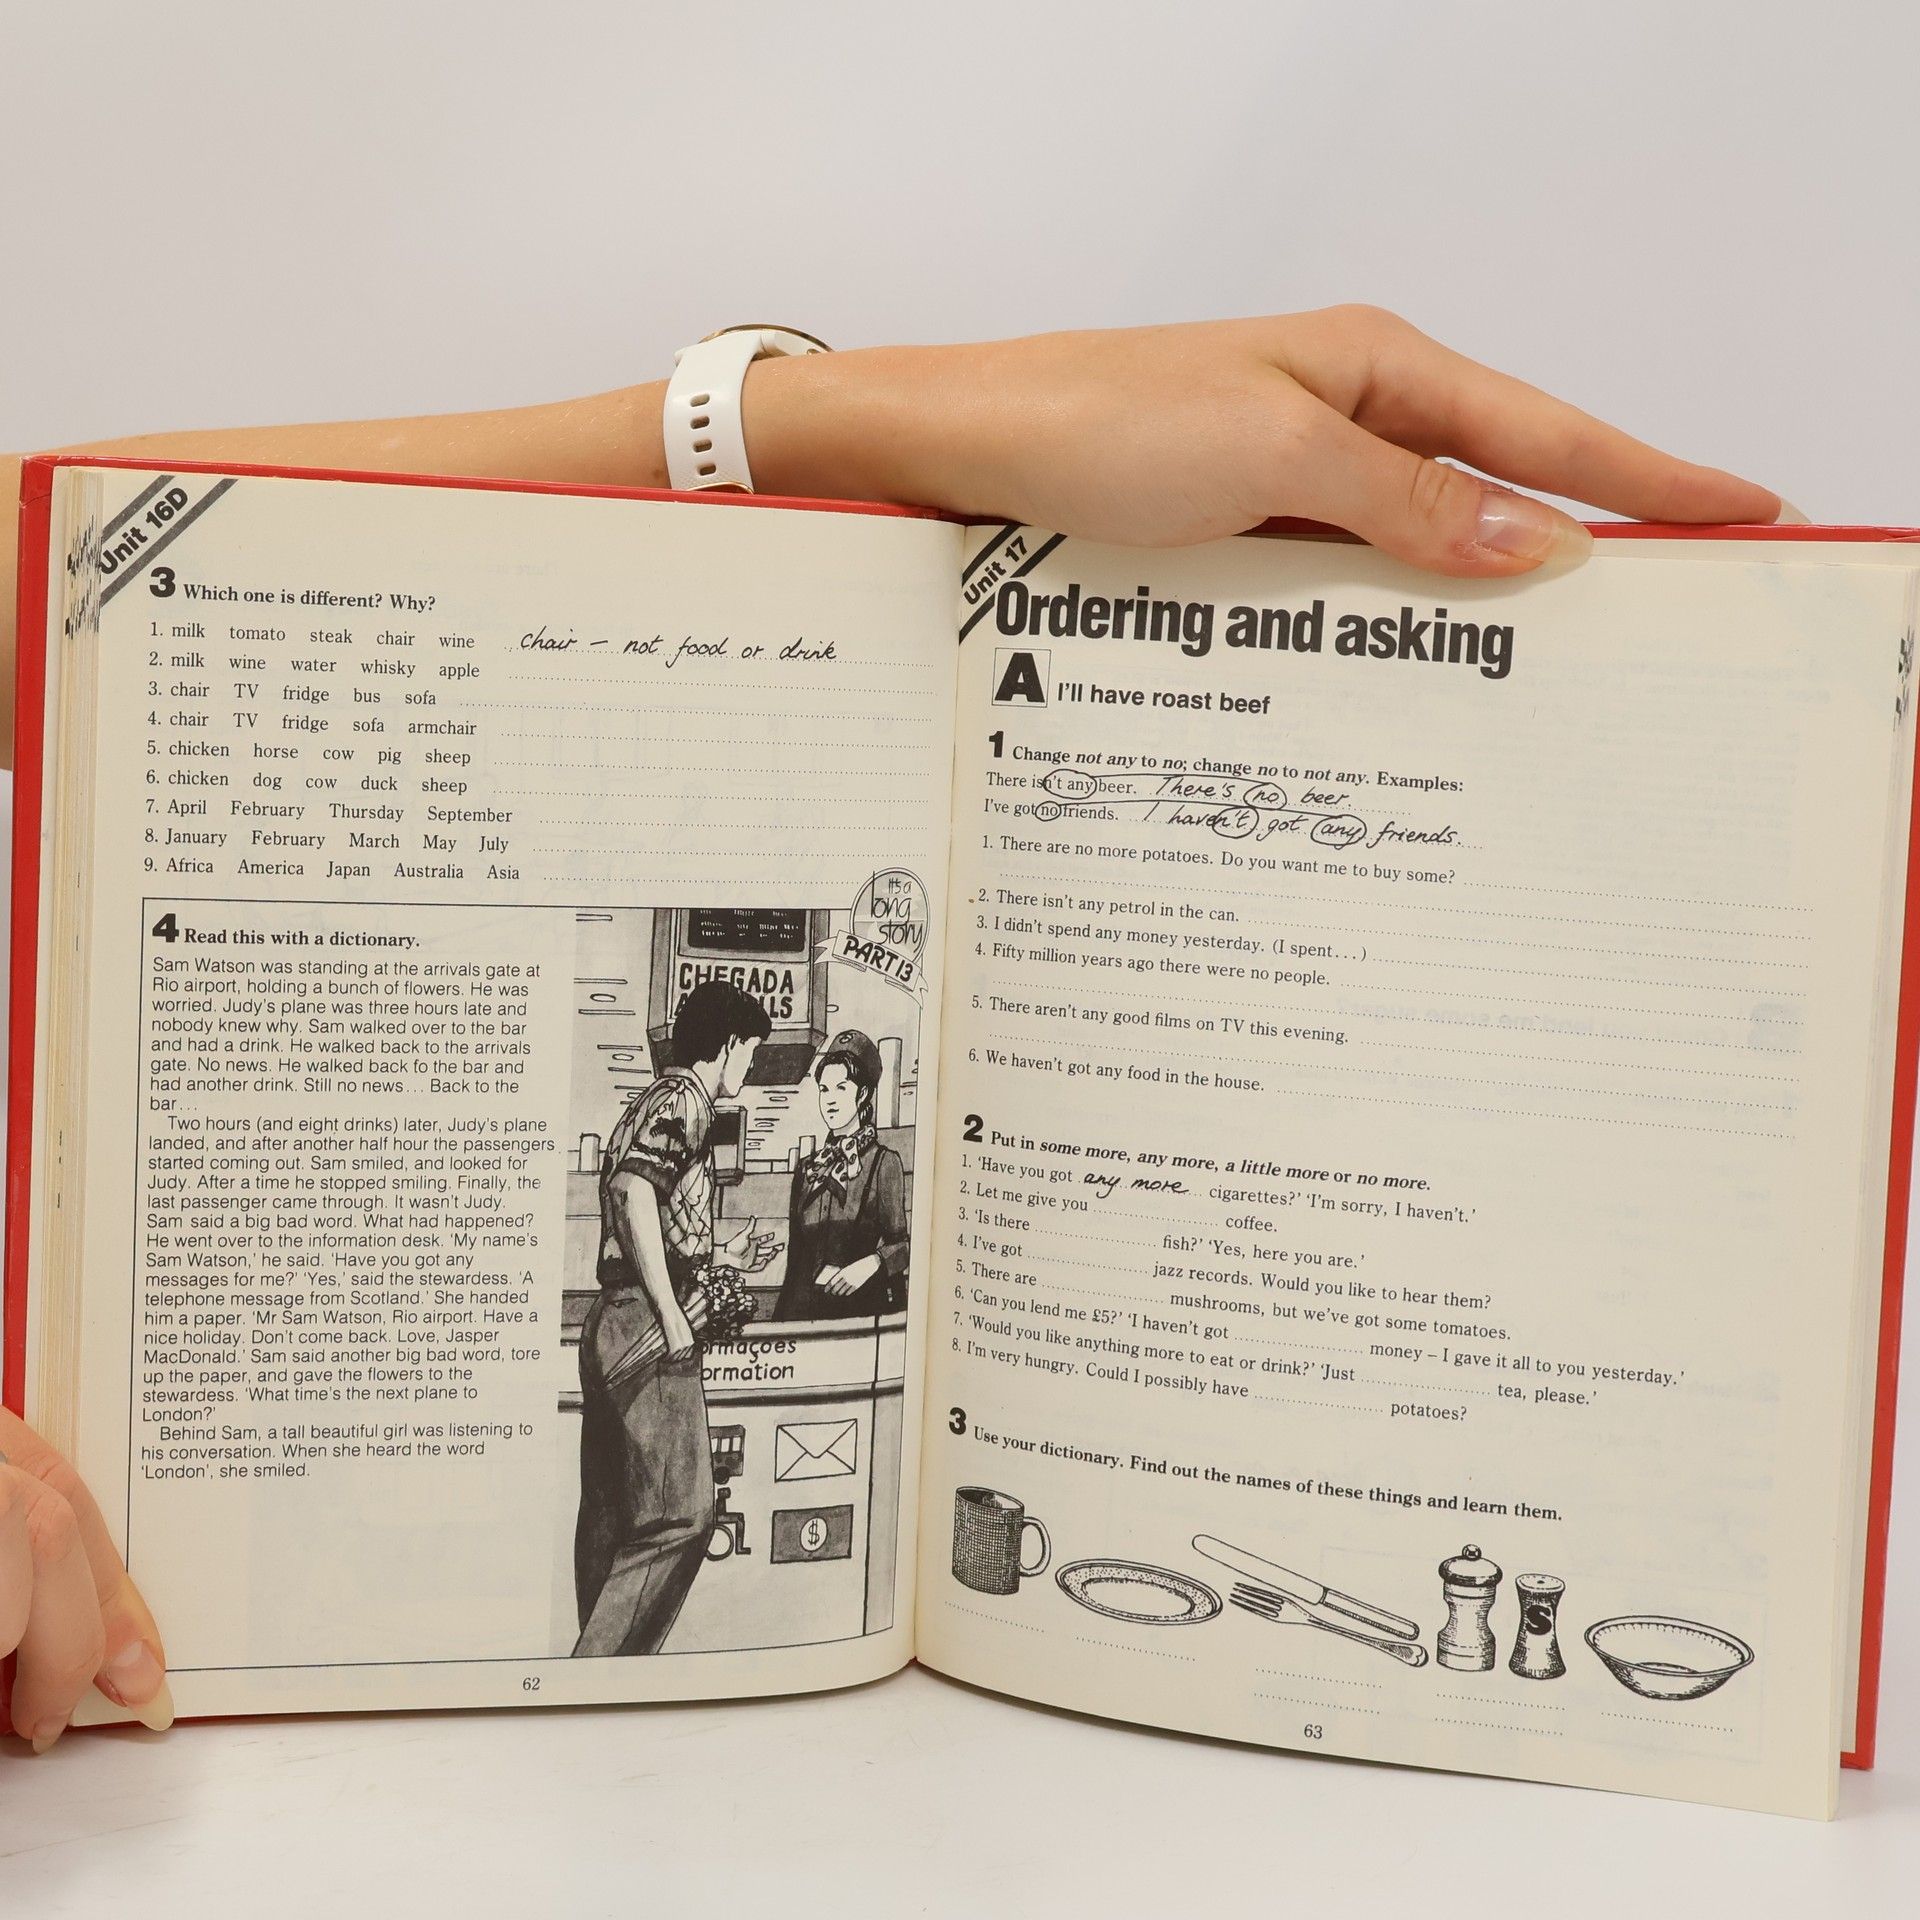 Unit 16D
3 Which one is different? Why?
1. milk tomato steak chair wine chair – not food or drink
2. milk wine water whisky apple
3. chair TV fridge bus sofa
4. chair TV fridge sofa armchair
5. chicken horse cow pig sheep
6. chicken dog cow duck sheep
7. April February Thursday September
8. January February March May July
9. Africa America Japan Australia Asia
It's a
long
story
PART 13
4 Read this with a dictionary.
Sam Watson was standing at the arrivals gate at
Rio airport, holding a bunch of flowers. He was
worried. Judy's plane was three hours late and
nobody knew why. Sam walked over to the bar
and had a drink. He walked back to the arrivals
gate. No news. He walked back to the bar and
had another drink. Still no news... Back to the
bar...
Two hours (and eight drinks) later, Judy's plane
landed, and after another half hour the passengers
started coming out. Sam smiled, and looked for
Judy. After a time he stopped smiling. Finally, the
last passenger came through. It wasn't Judy.
Sam said a big bad word. What had happened?
He went over to the information desk. 'My name's
Sam Watson,' he said. 'Have you got any
messages for me?' 'Yes,' said the stewardess. 'A
telephone message from Scotland.' She handed
him a paper. 'Mr Sam Watson, Rio airport. Have a
nice holiday. Don't come back. Love, Jasper
MacDonald.' Sam said another big bad word, tore
up the paper, and gave the flowers to the
stewardess. 'What time's the next plane to
London?'
Behind Sam, a tall beautiful girl was listening to
his conversation. When she heard the word
'London', she smiled.
CHEGADA
A LS
ormações
ormation
$
62
Unit 17
Ordering and asking
A I'll have roast beef
1 Change not any to no; change no to not any. Examples:
There isn't any beer. There's no beer.
I've got no friends. I haven't got any friends.
1. There are no more potatoes. Do you want me to buy some?
2. There isn't any petrol in the can.
3. I didn't spend any money yesterday. (I spent...)
4. Fifty million years ago there were no people.
5. There aren't any good films on TV this evening.
6. We haven't got any food in the house.
2 Put in some more, any more, a little more or no more.
1. 'Have you got any more cigarettes?' 'I'm sorry, I haven't.'
2. Let me give you coffee.
3. 'Is there fish?' 'Yes, here you are.'
4. I've got jazz records. Would you like to hear them?
5. There are mushrooms, but we've got some tomatoes.
6. 'Can you lend me £5?' 'I haven't got money – I gave it all to you yesterday.'
7. 'Would you like anything more to eat or drink?' 'Just tea, please.'
8. I'm very hungry. Could I possibly have potatoes?
3 Use your dictionary. Find out the names of these things and learn them.
S
63